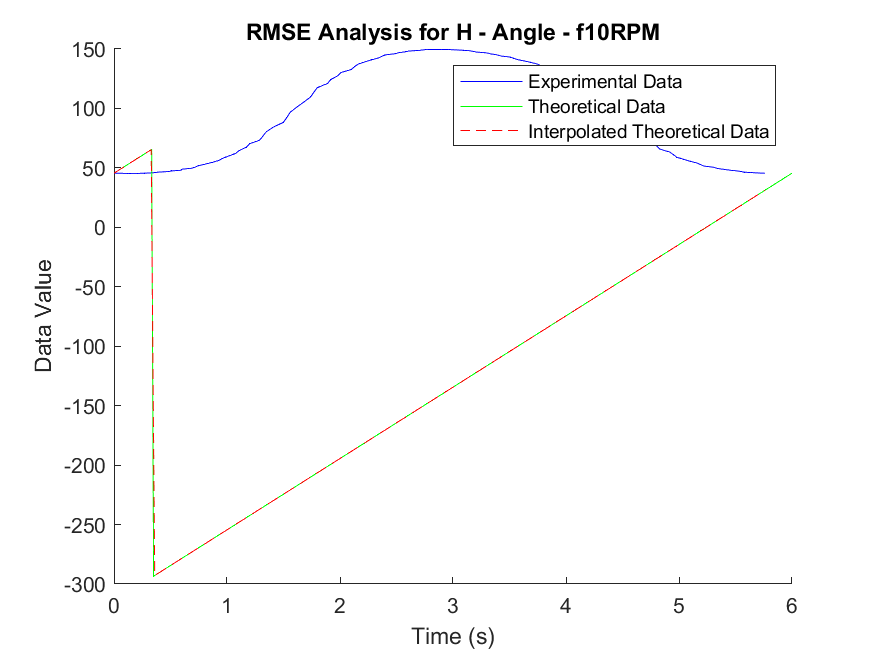 RMSE Analysis for H - Angle - f10RPM
150
100
50
0
-50
-100
-150
-200
-250
-300
Data Value
Experimental Data
Theoretical Data
Interpolated Theoretical Data
0 1 2 3 4 5 6
Time (s)